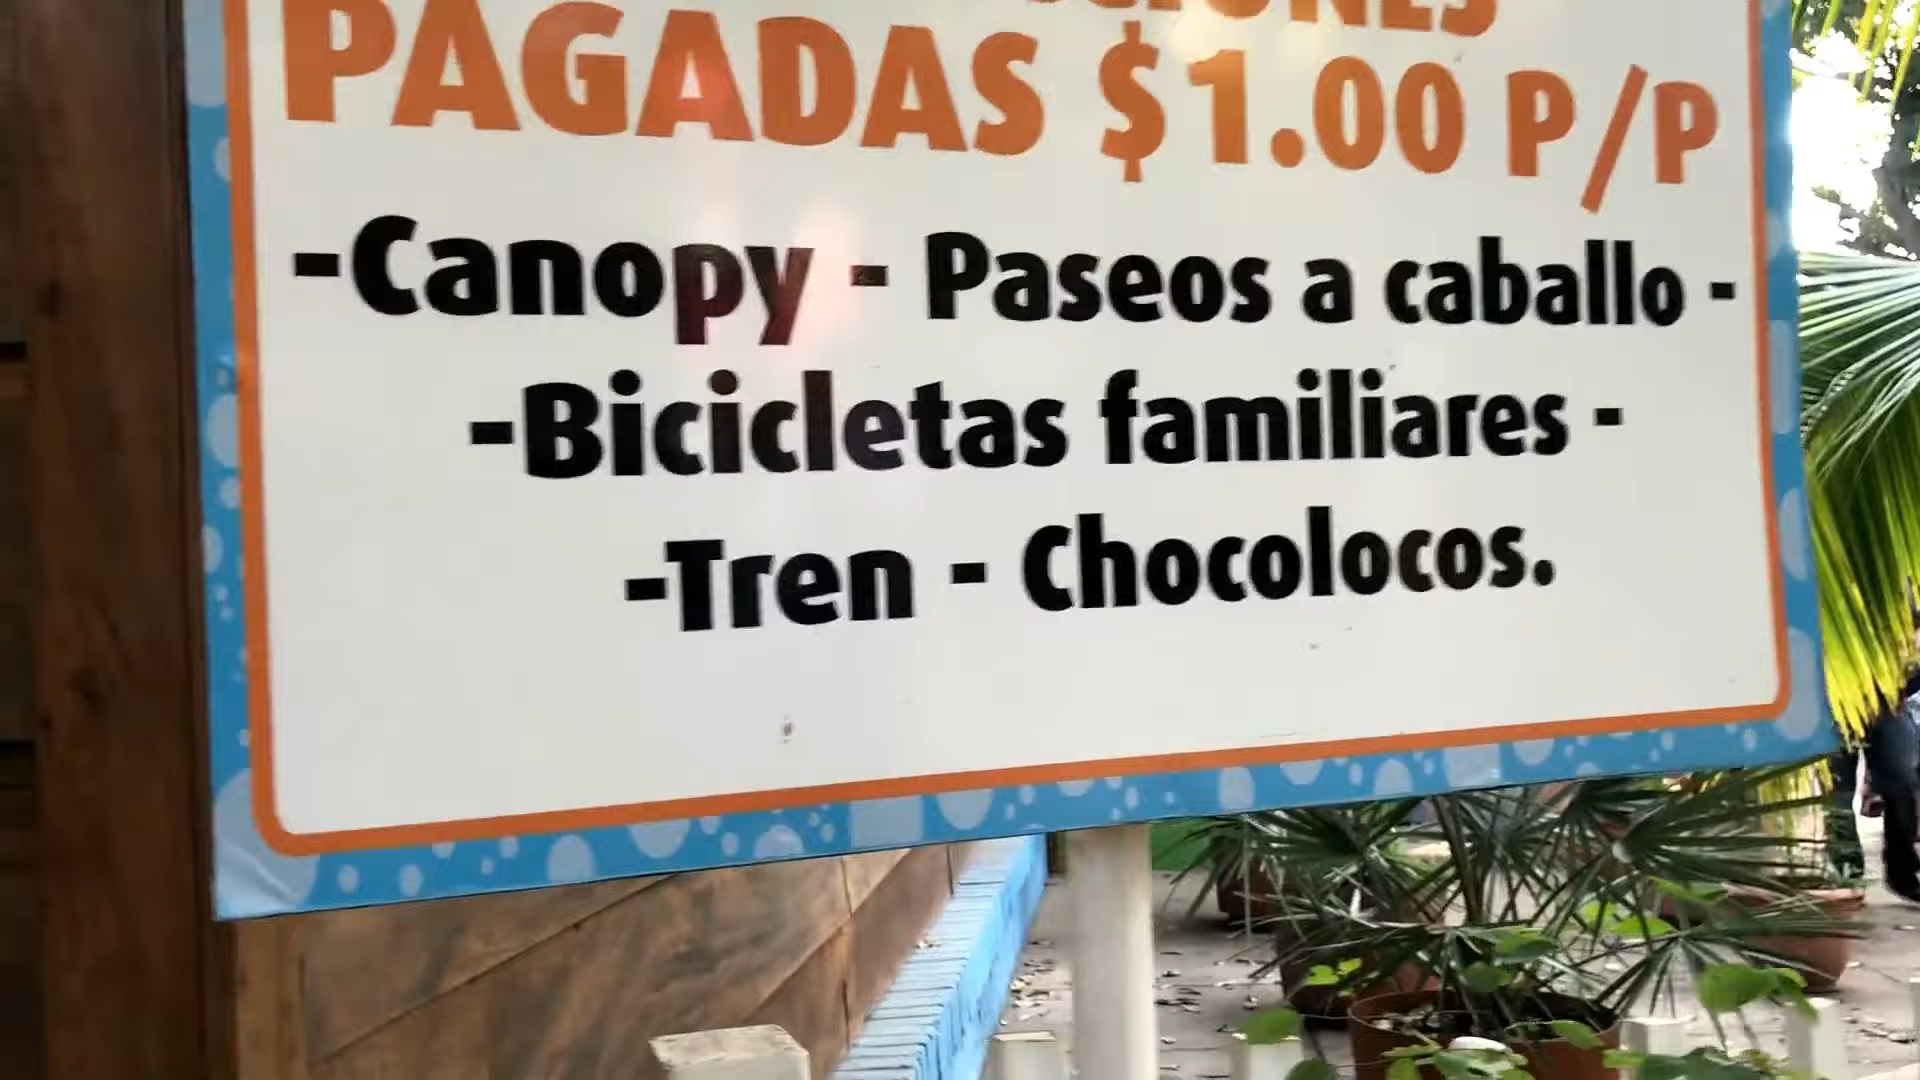 PAGADAS $1.00 P/P
-Canopy - Paseos a caballo -
-Bicicletas familiares -
-Tren - Chocolocos.